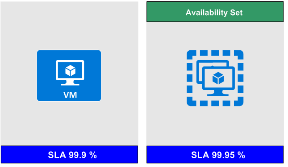 Availability Set
VM
SLA 99.9 %
SLA 99.95 %